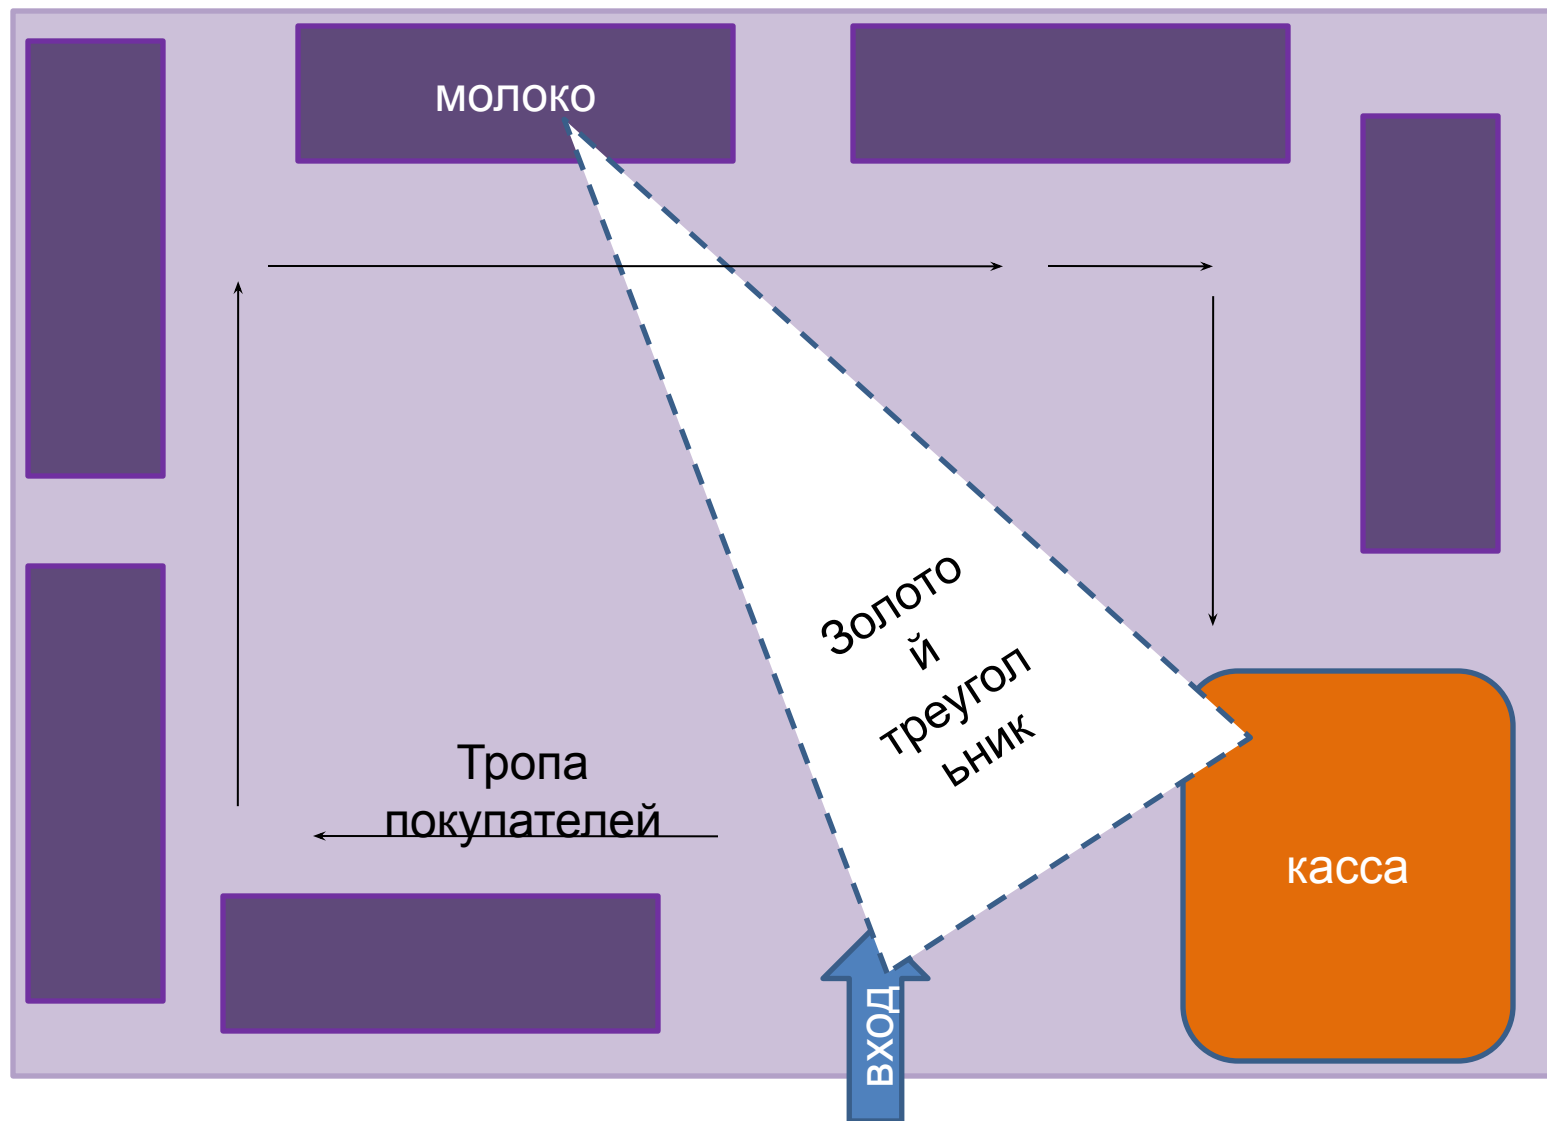 молоко
Золото
й
треугол
ьник
Тропа
покупателей
касса
вход